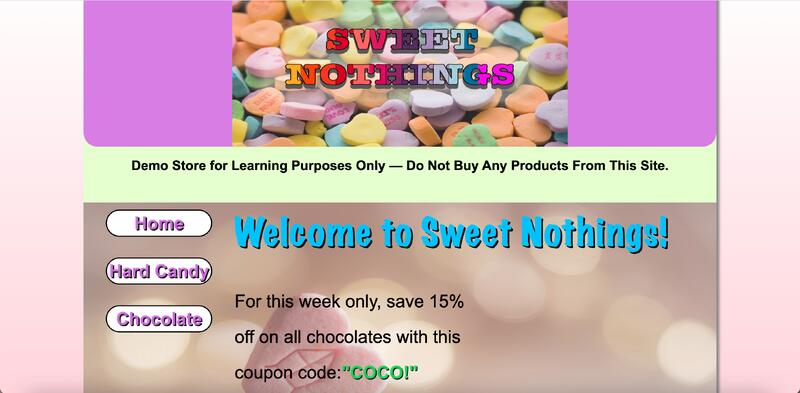 SWEET
NOTHINGS
Demo Store for Learning Purposes Only — Do Not Buy Any Products From This Site.
Home
Welcome to Sweet Nothings!
Hard Candy
Chocolate
For this week only, save 15%
off on all chocolates with this
coupon code:"COCO!"